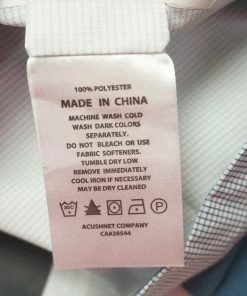 100% POLYESTER
MADE IN CHINA
MACHINE WASH COLD
WASH DARK COLORS
SEPARATELY.
DO NOT BLEACH OR USE
FABRIC SOFTENERS.
TUMBLE DRY LOW
REMOVE IMMEDIATELY
COOL IRON IF NECESSARY
MAY BE DRY CLEANED
30C P
ACUSHNET COMPANY
CA#28544